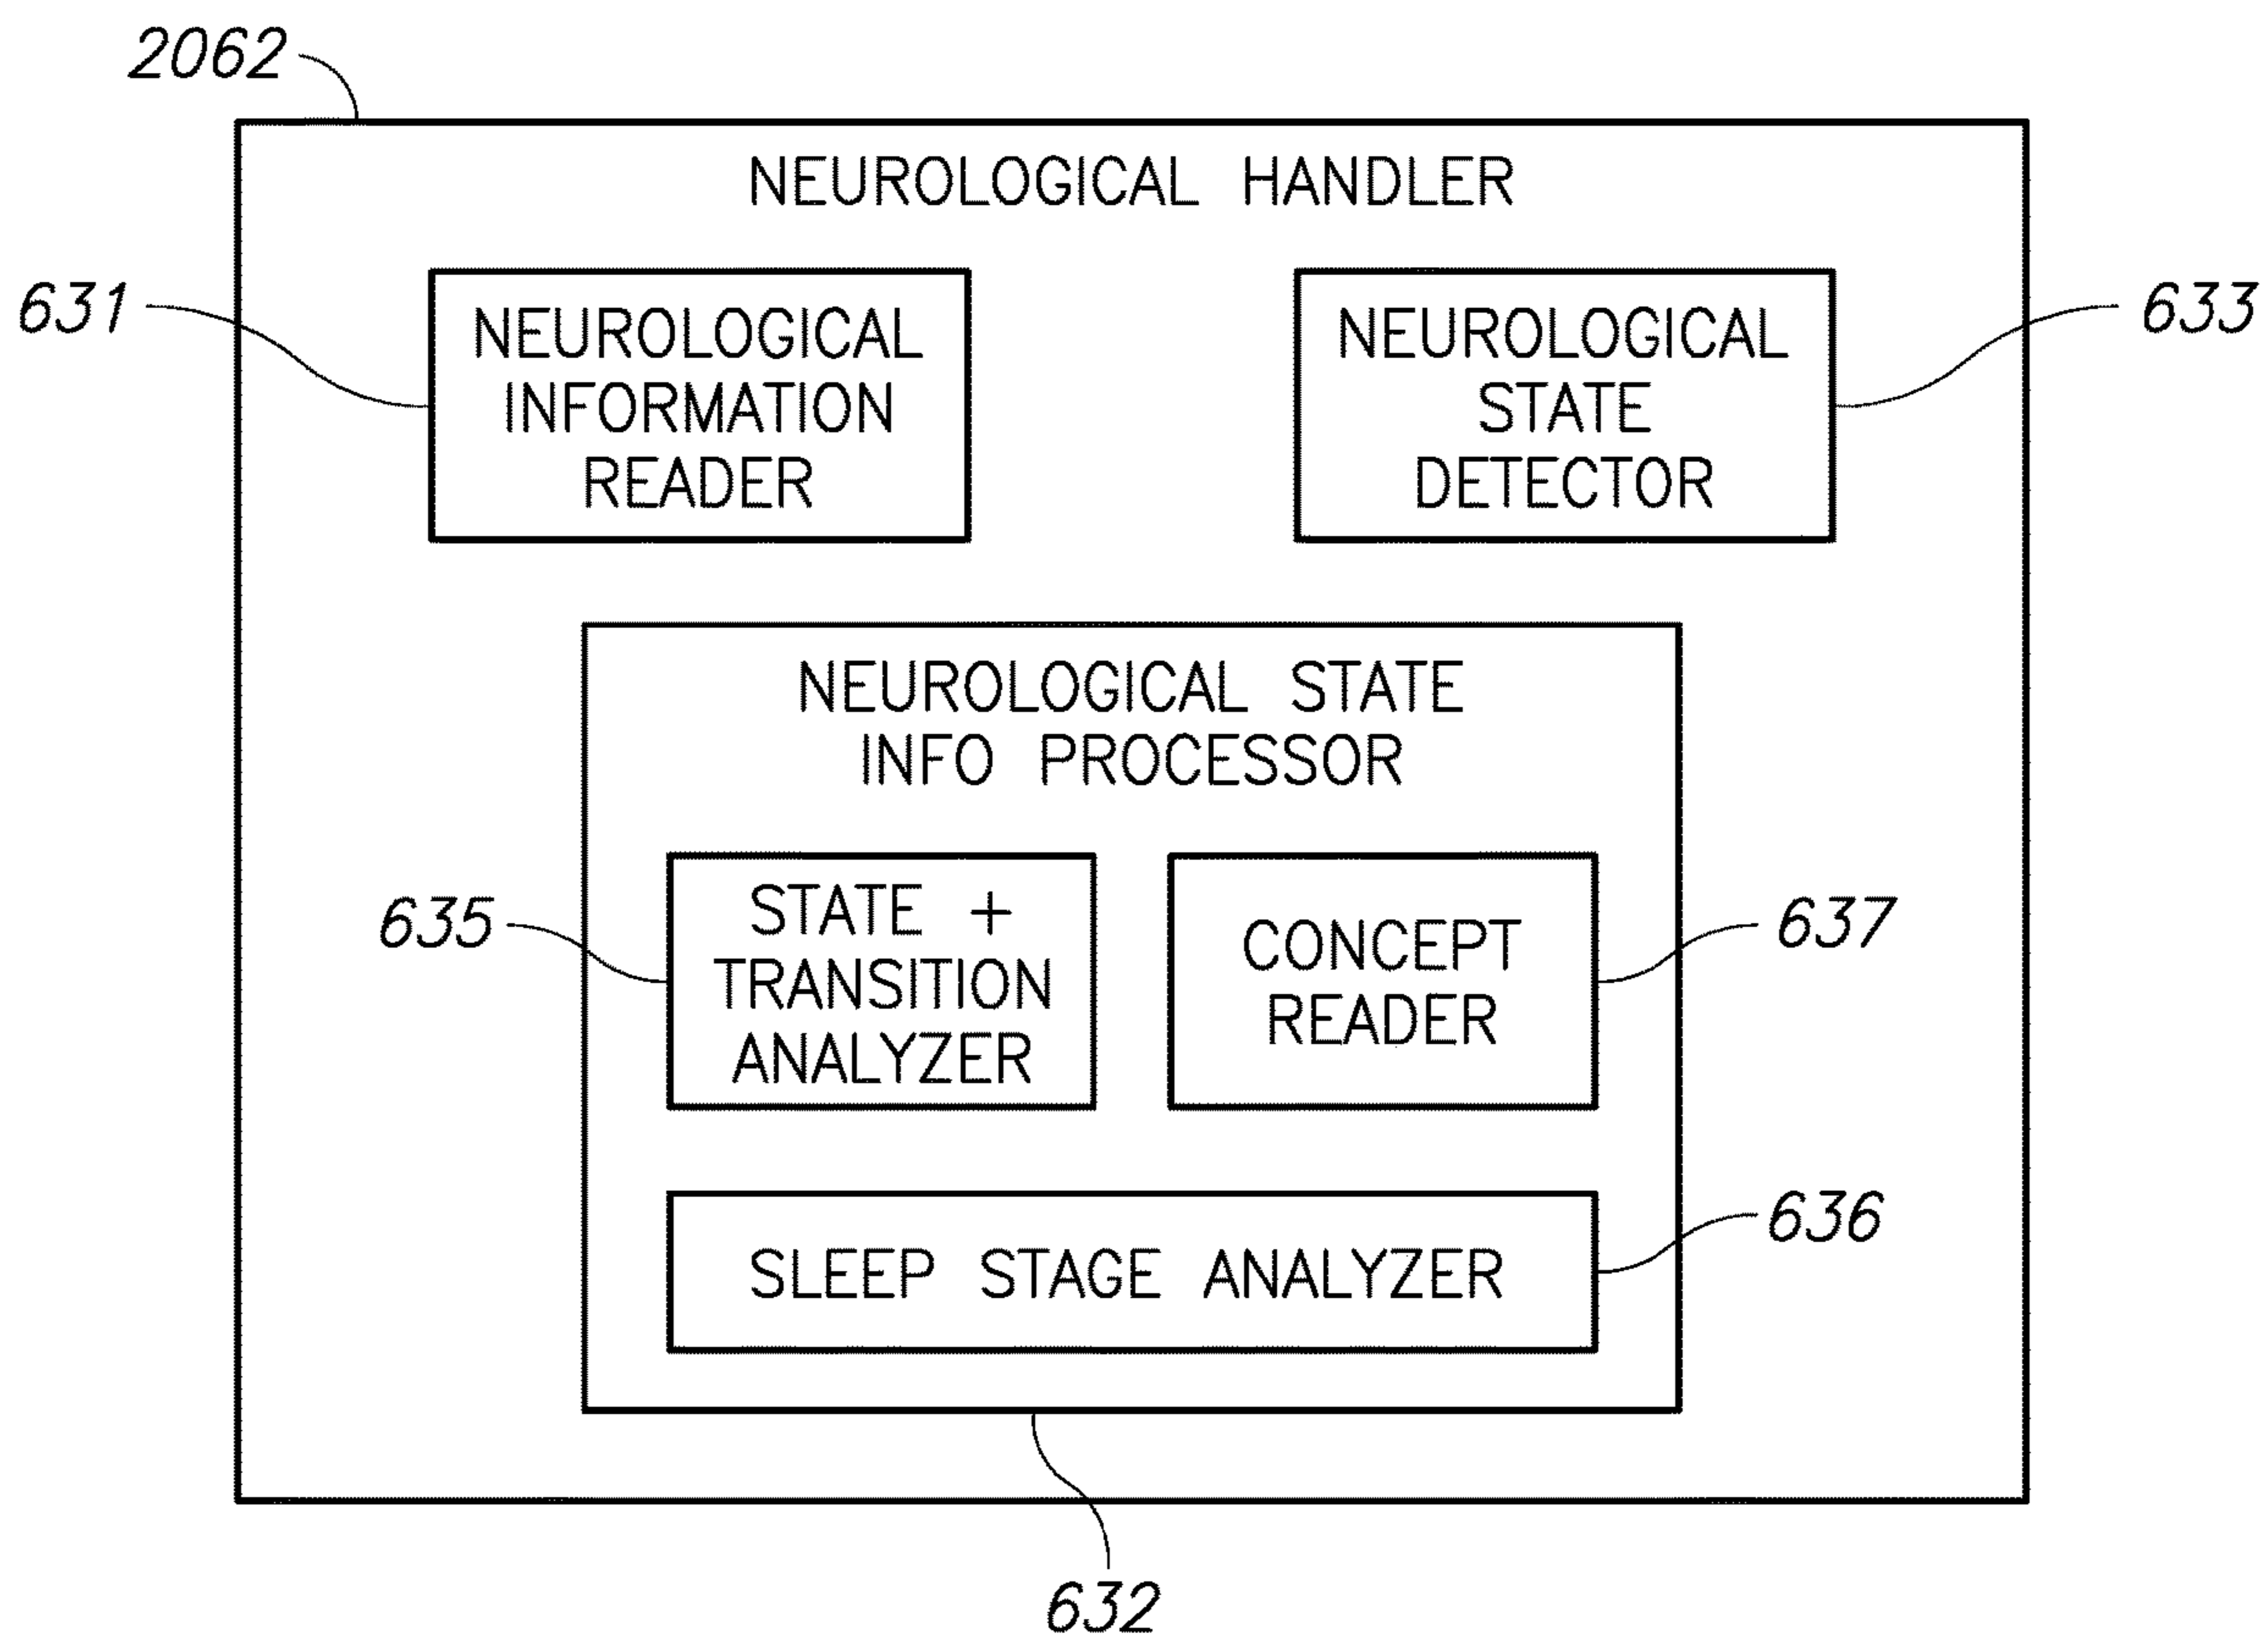 2062
NEUROLOGICAL HANDLER
631
NEUROLOGICAL
INFORMATION
READER
NEUROLOGICAL
STATE
DETECTOR
633
NEUROLOGICAL STATE
INFO PROCESSOR
635
STATE +
TRANSITION
ANALYZER
CONCEPT
READER
637
SLEEP STAGE ANALYZER
636
632